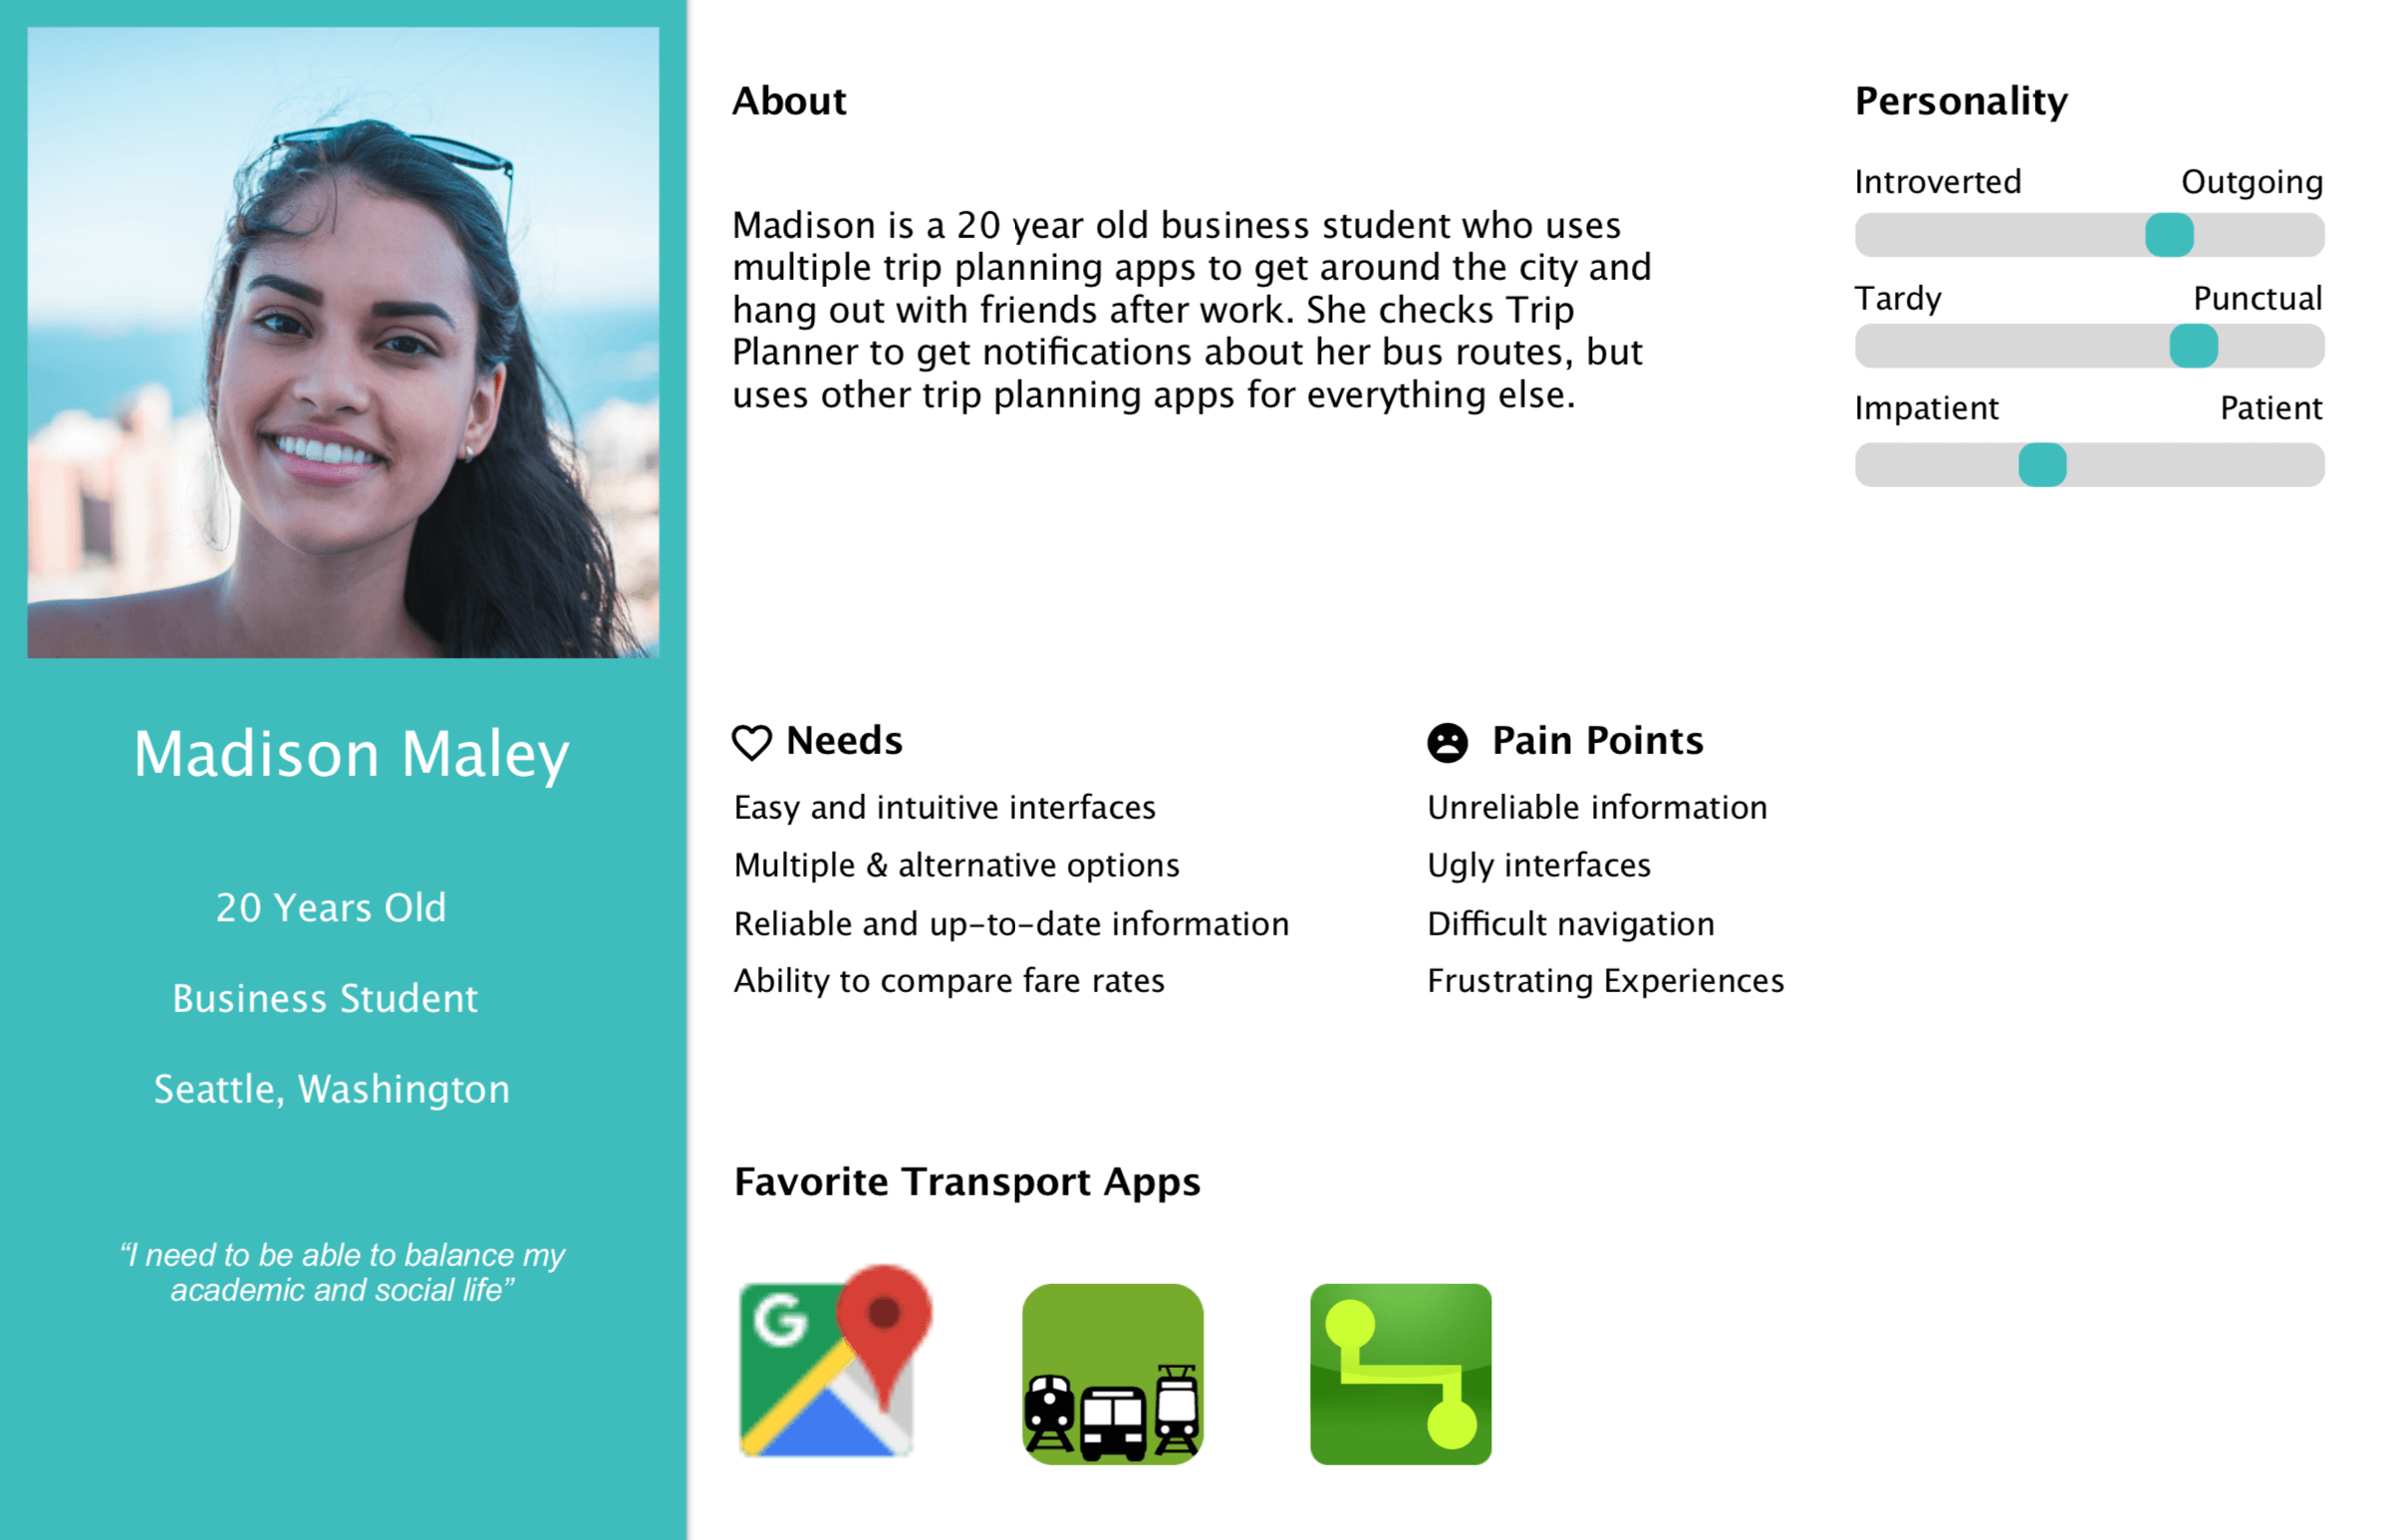 Madison Maley
20 Years Old
Business Student
Seattle, Washington
“I need to be able to balance my
academic and social life”
About
Madison is a 20 year old business student who uses
multiple trip planning apps to get around the city and
hang out with friends after work. She checks Trip
Planner to get notifications about her bus routes, but
uses other trip planning apps for everything else.
Personality
Introverted Outgoing
Tardy Punctual
Impatient Patient
Needs
Easy and intuitive interfaces
Multiple & alternative options
Reliable and up-to-date information
Ability to compare fare rates
Pain Points
Unreliable information
Ugly interfaces
Difficult navigation
Frustrating Experiences
Favorite Transport Apps
G